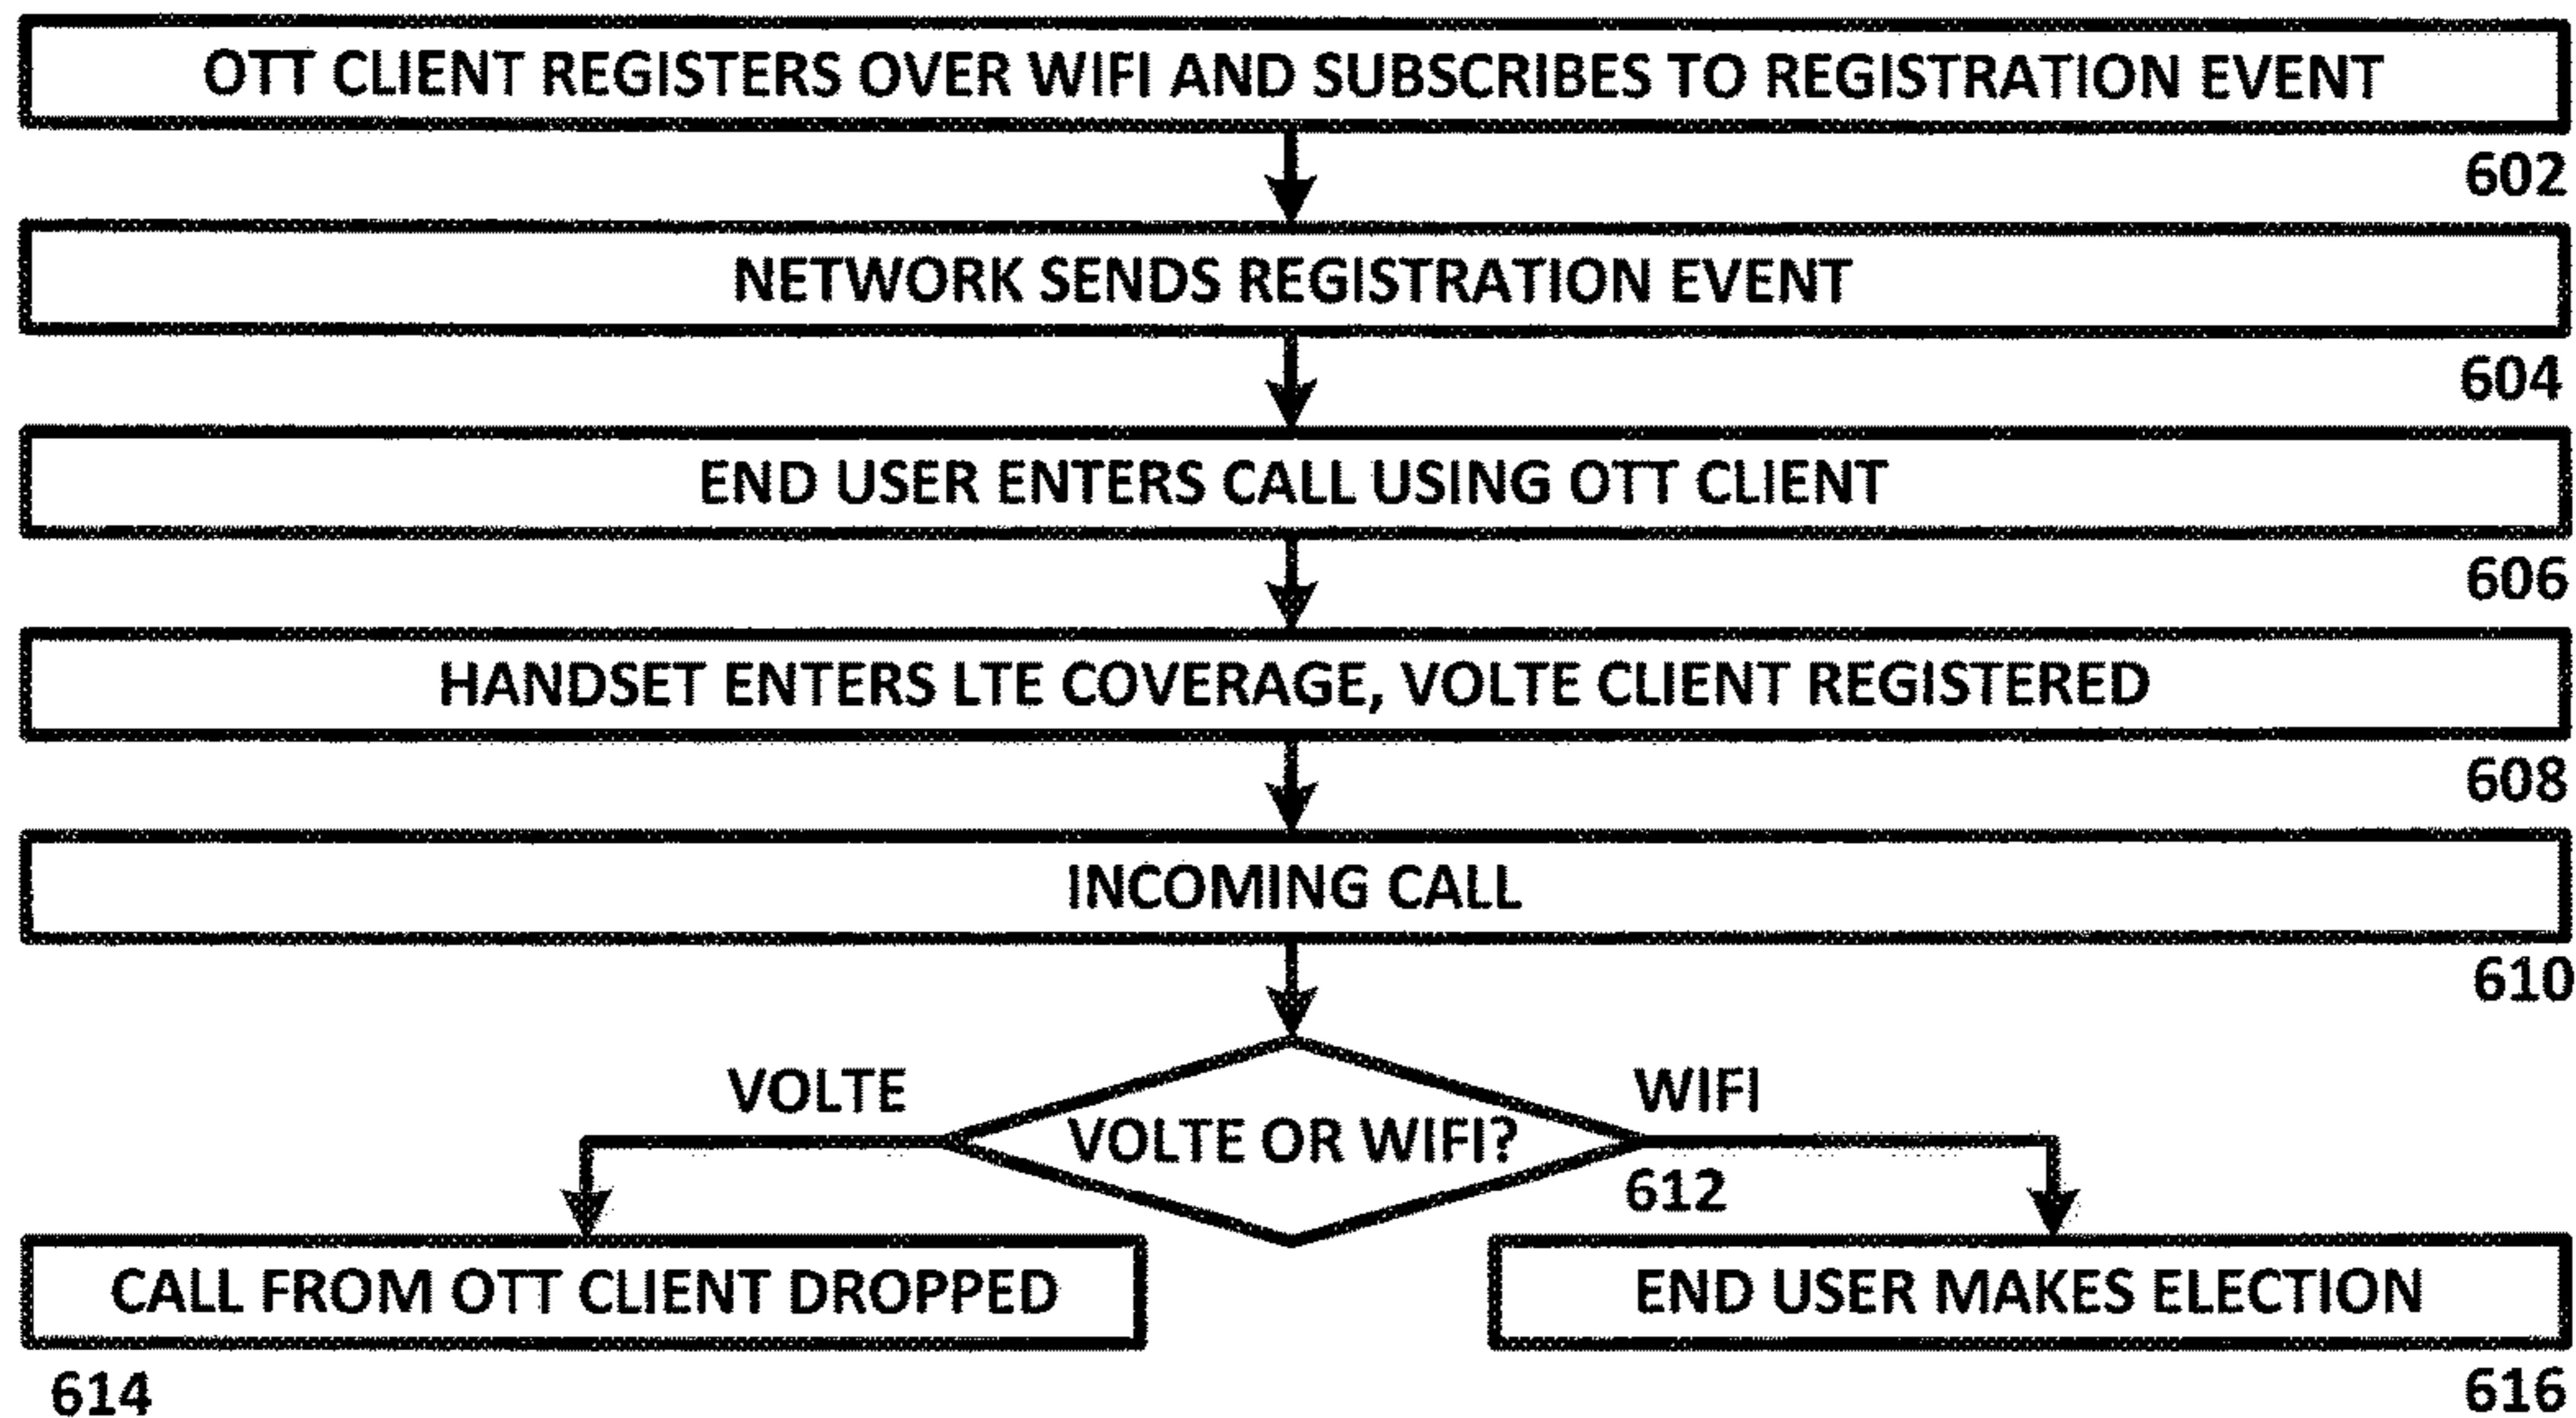 OTT CLIENT REGISTERS OVER WIFI AND SUBSCRIBES TO REGISTRATION EVENT
602
NETWORK SENDS REGISTRATION EVENT
604
END USER ENTERS CALL USING OTT CLIENT
606
HANDSET ENTERS LTE COVERAGE, VOLTE CLIENT REGISTERED
608
INCOMING CALL
610
VOLTE
WIFI
VOLTE OR WIFI?
612
CALL FROM OTT CLIENT DROPPED
END USER MAKES ELECTION
614
616